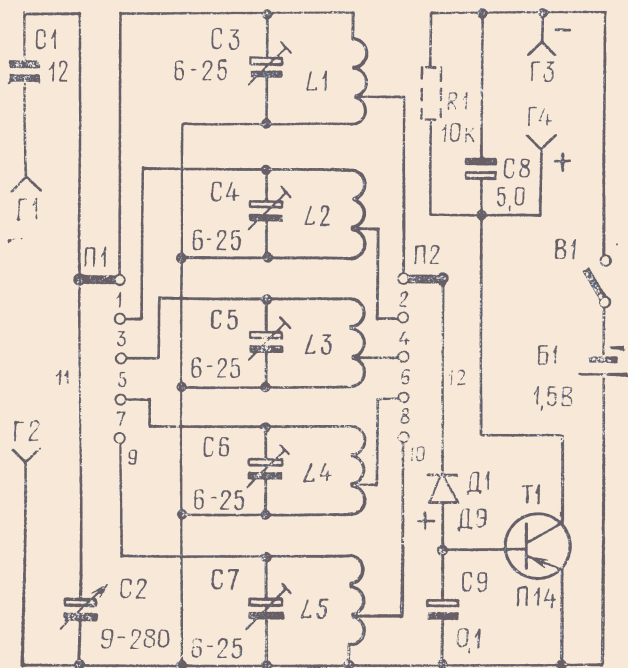 С1
12
Г1
С3
6-25
L1
R1
10к
Г3
-
Г4
+
С8
5,0
С4
6-25
L2
П1
П2
В1
1
3
5
7
9
2
4
6
8
10
11
12
С5
6-25
L3
Б1
1,5В
Г2
С6
6-25
L4
Д1
Д9
+
Т1
П14
С2
9-280
С7
6-25
L5
С9
0,1